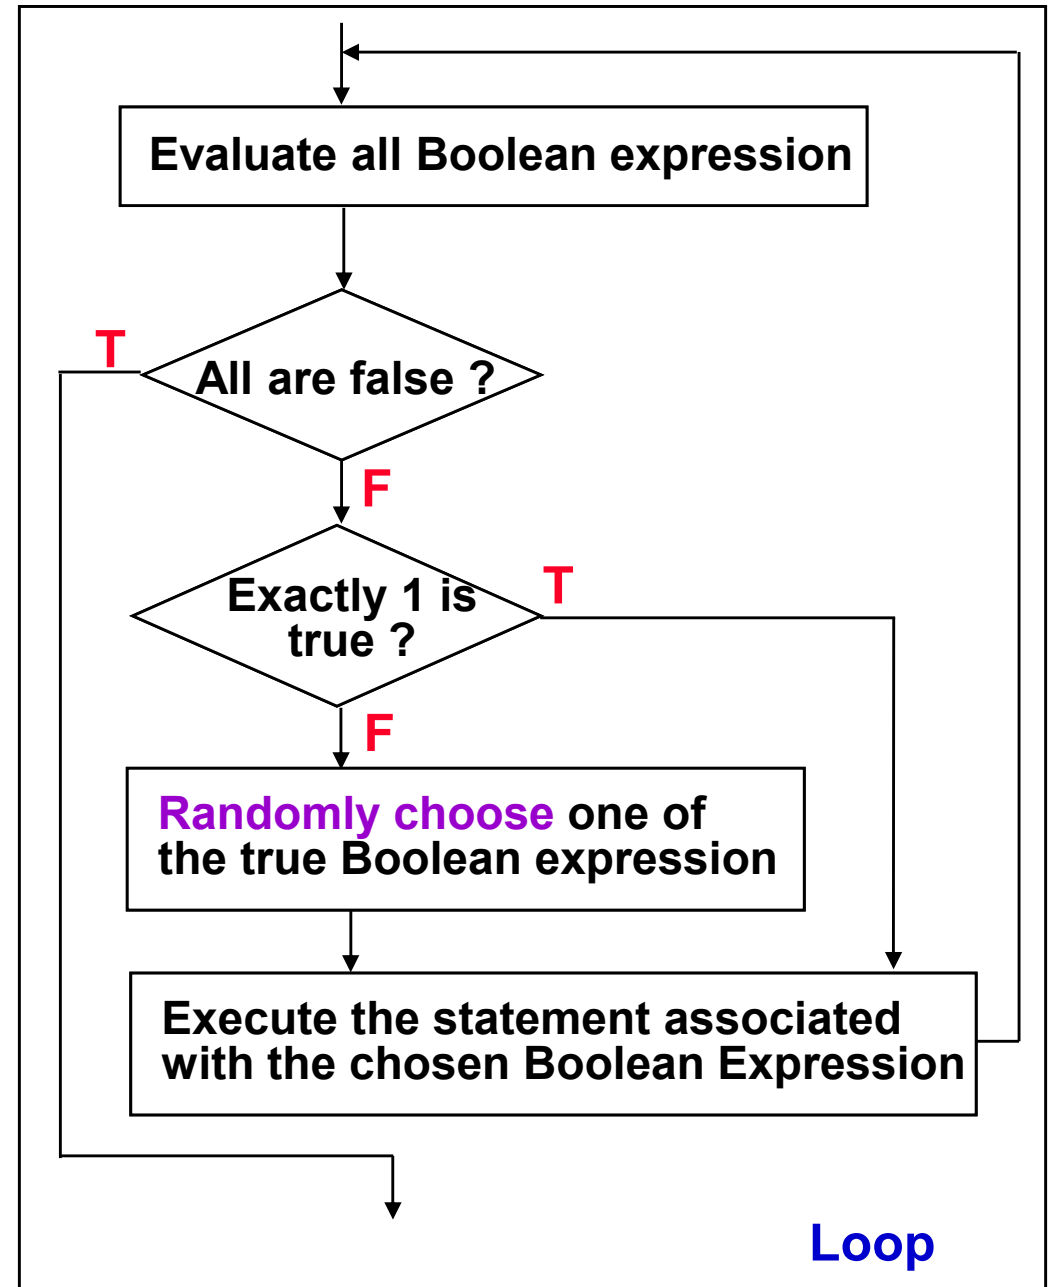 Evaluate all Boolean expression
T
All are false ?
F
Exactly 1 is
true ?
T
F
Randomly choose one of
the true Boolean expression
Execute the statement associated
with the chosen Boolean Expression
Loop